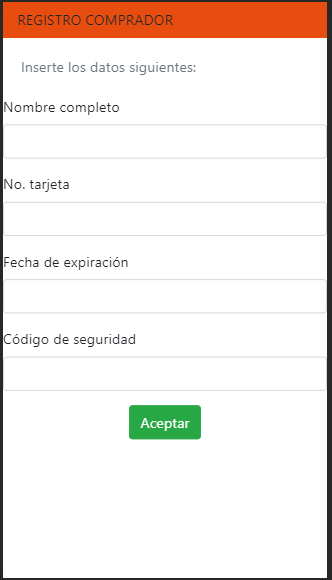 REGISTRO COMPRADOR
Inserte los datos siguientes:
Nombre completo
No. tarjeta
Fecha de expiración
Código de seguridad
Aceptar